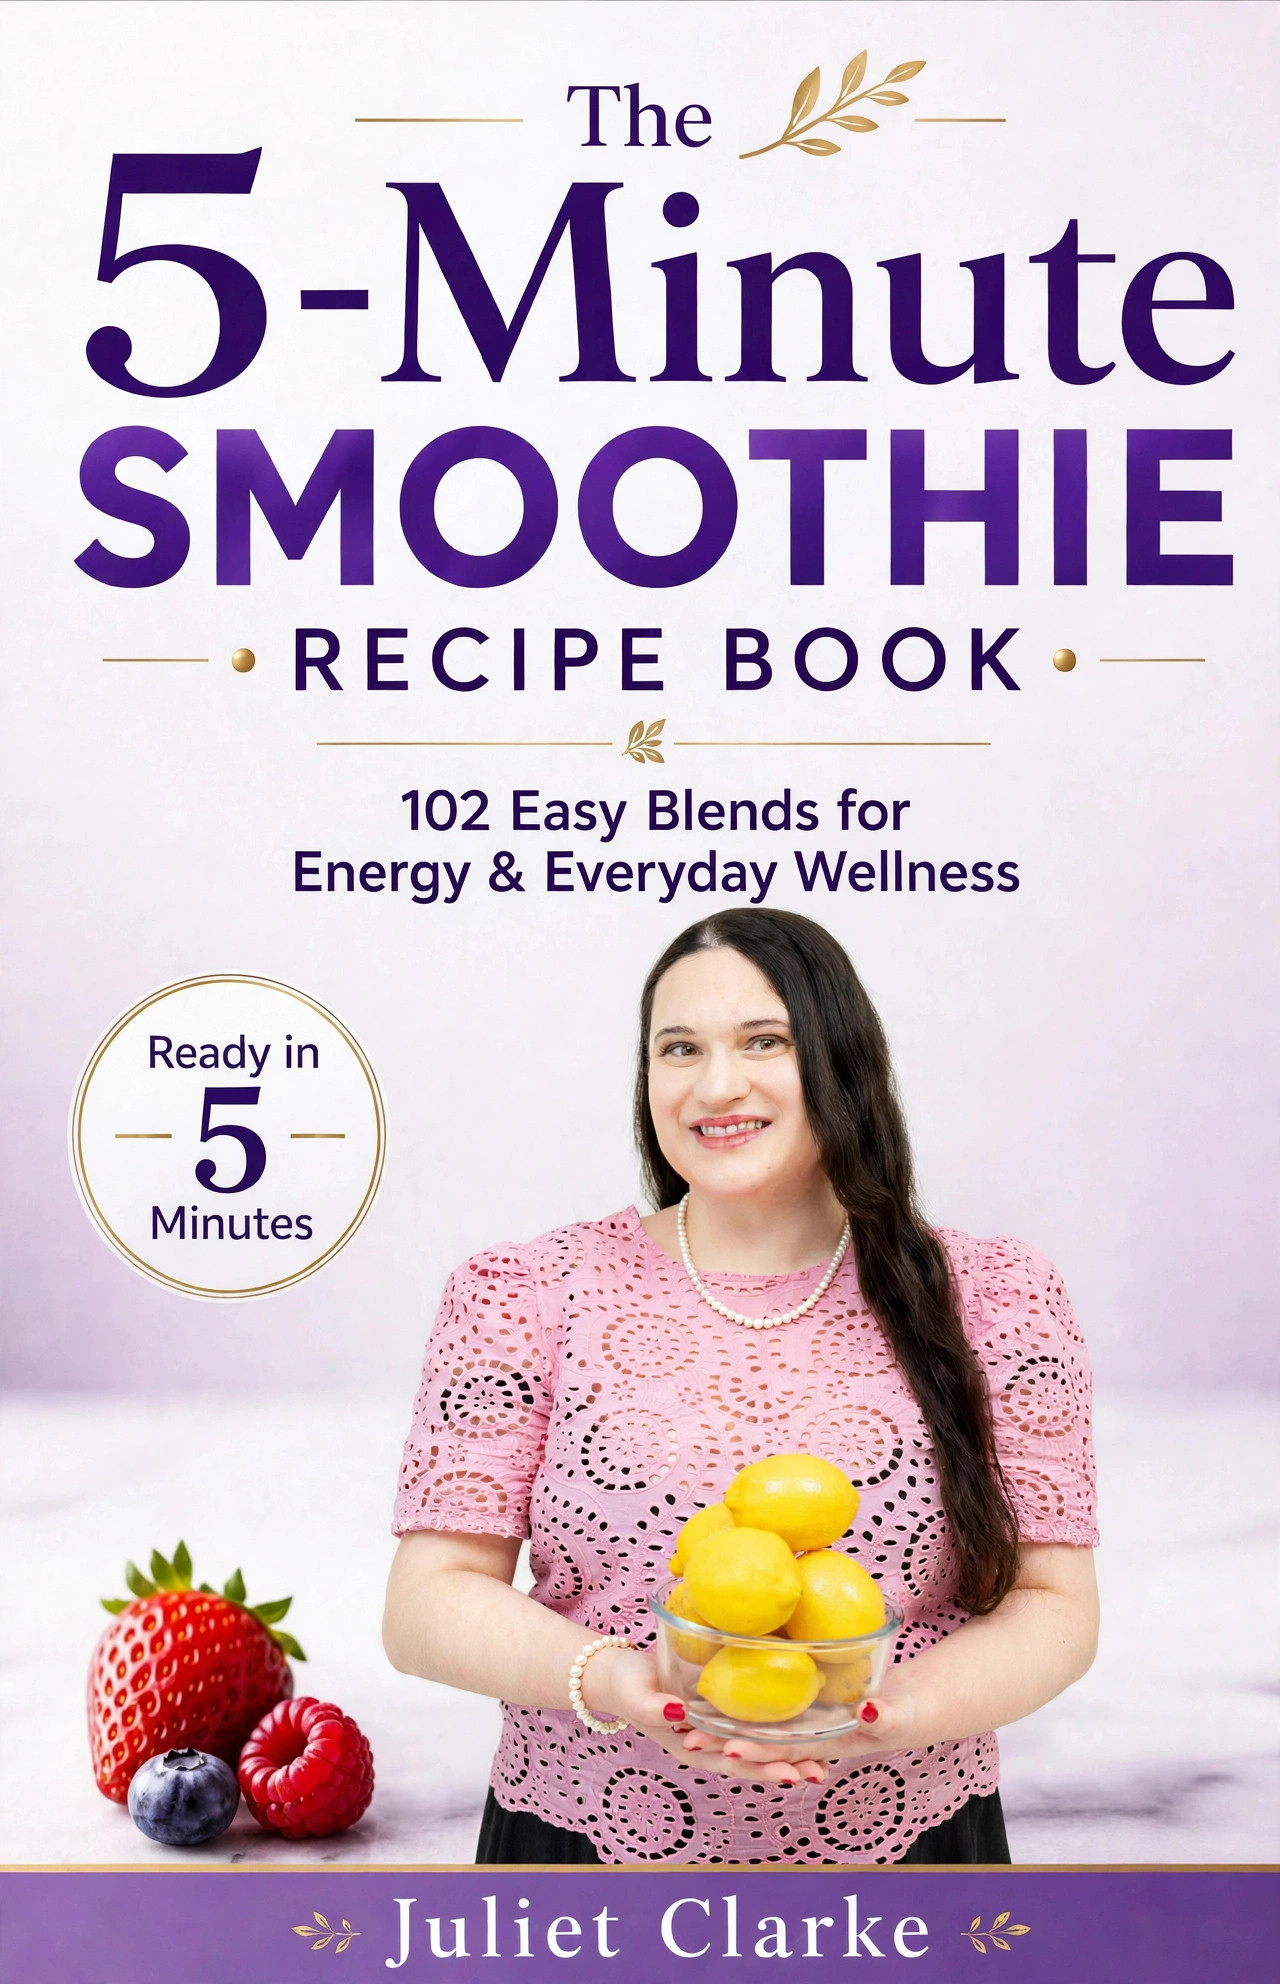 The
5-Minute
SMOOTHIE
RECIPE BOOK
102 Easy Blends for
Energy & Everyday Wellness
Ready in
5
Minutes
Juliet Clarke